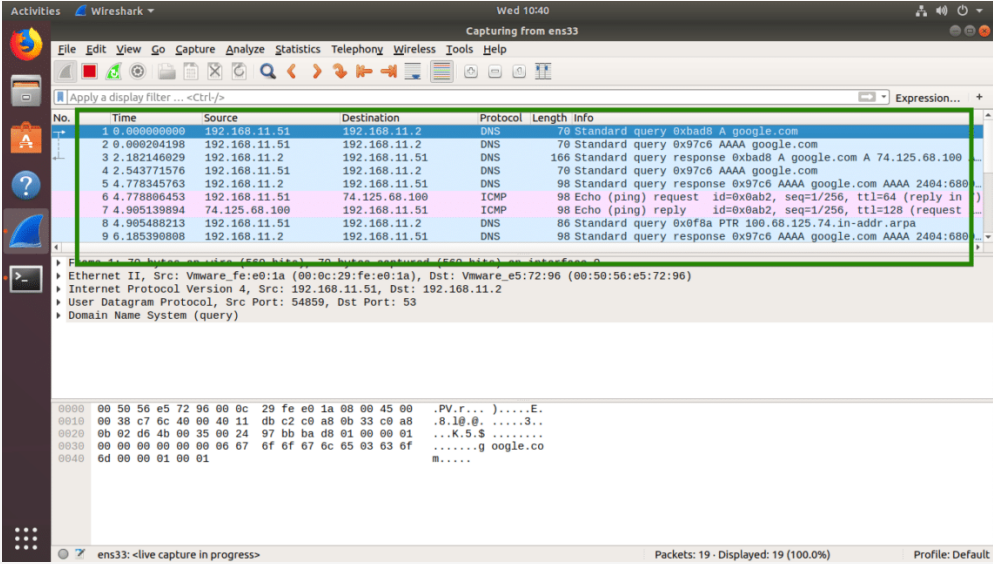 Activities Wireshark Wed 10:40
Capturing from ens33
File Edit View Go Capture Analyze Statistics Telephony Wireless Tools Help
Apply a display filter ... <Ctrl-/> Expression... +
No. Time Source Destination Protocol Length Info
1 0.000000000 192.168.11.51 192.168.11.2 DNS 70 Standard query 0xbad8 A google.com
2 0.000204198 192.168.11.51 192.168.11.2 DNS 70 Standard query 0x97c6 AAAA google.com
3 2.182146029 192.168.11.2 192.168.11.51 DNS 166 Standard query response 0xbad8 A google.com A 74.125.68.100
4 2.543771576 192.168.11.51 192.168.11.2 DNS 70 Standard query 0x97c6 AAAA google.com
5 4.778345763 192.168.11.2 192.168.11.51 DNS 98 Standard query response 0x97c6 AAAA google.com AAAA 2404:680
6 4.778806453 192.168.11.51 74.125.68.100 ICMP 98 Echo (ping) request id=0x0ab2, seq=1/256, ttl=64 (reply in 7)
7 4.905139894 74.125.68.100 192.168.11.51 ICMP 98 Echo (ping) reply id=0x0ab2, seq=1/256, ttl=128 (request
8 4.905488213 192.168.11.51 192.168.11.2 DNS 86 Standard query 0x0f8a PTR 100.68.125.74.in-addr.arpa
9 6.185390808 192.168.11.2 192.168.11.51 DNS 98 Standard query response 0x97c6 AAAA google.com AAAA 2404:680
Frame 1: 70 bytes on wire (560 bits), 70 bytes captured (560 bits) on interface 0
Ethernet II, Src: Vmware_fe:e0:1a (00:0c:29:fe:e0:1a), Dst: Vmware_e5:72:96 (00:50:56:e5:72:96)
Internet Protocol Version 4, Src: 192.168.11.51, Dst: 192.168.11.2
User Datagram Protocol, Src Port: 54859, Dst Port: 53
Domain Name System (query)
0000 00 50 56 e5 72 96 00 0c 29 fe e0 1a 08 00 45 00 .PV.r... ).....E.
0010 00 38 c7 6c 40 00 40 11 db c2 c0 a8 0b 33 c0 a8 .8.l@.@. .....3..
0020 0b 02 d6 4b 00 35 00 24 97 bb ba d8 01 00 00 01 ...K.5.$ ........
0030 00 00 00 00 00 00 06 67 6f 6f 67 6c 65 03 63 6f .......g oogle.co
0040 6d 00 00 01 00 01 m.....
ens33: <live capture in progress> Packets: 19 · Displayed: 19 (100.0%) Profile: Default